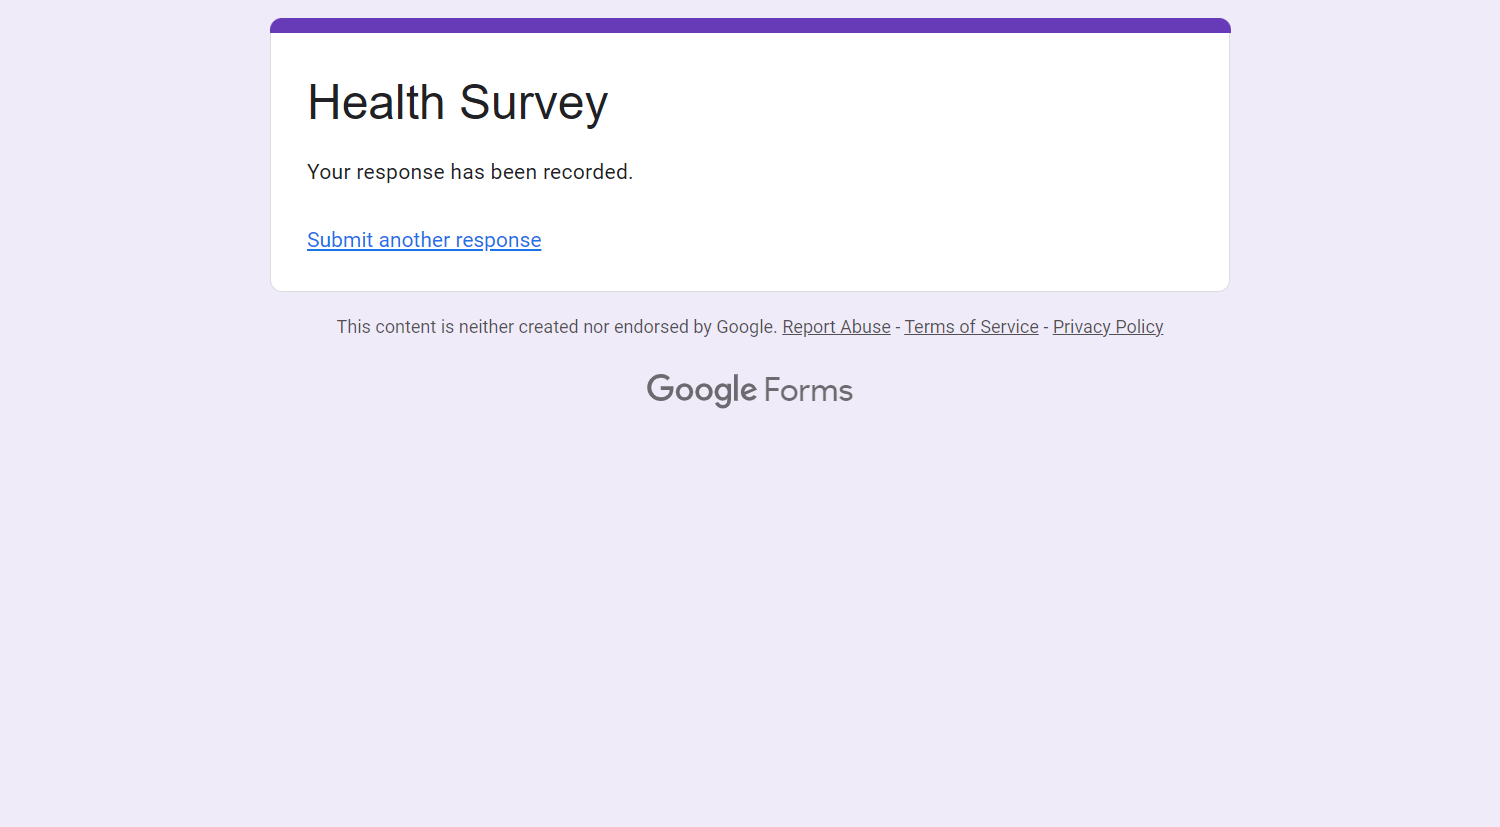 Health Survey
Your response has been recorded.
Submit another response
This content is neither created nor endorsed by Google. Report Abuse - Terms of Service - Privacy Policy
Google Forms